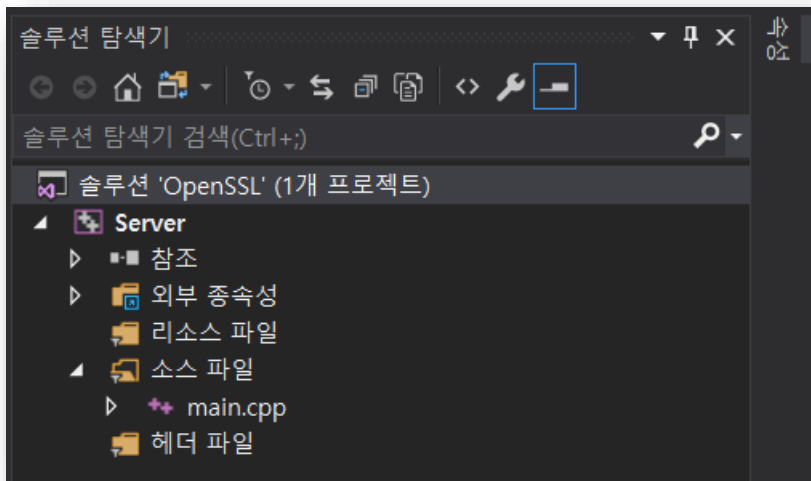 솔루션 탐색기
속성
솔루션 탐색기 검색(Ctrl+;)
솔루션 'OpenSSL' (1개 프로젝트)
Server
참조
외부 종속성
리소스 파일
소스 파일
main.cpp
헤더 파일